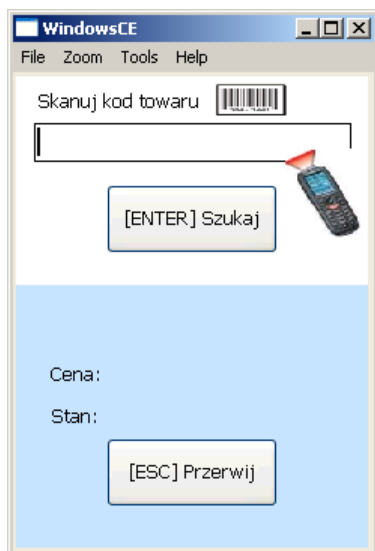 WindowsCE
File Zoom Tools Help
Skanuj kod towaru
[ENTER] Szukaj
Cena:
Stan:
[ESC] Przerwij